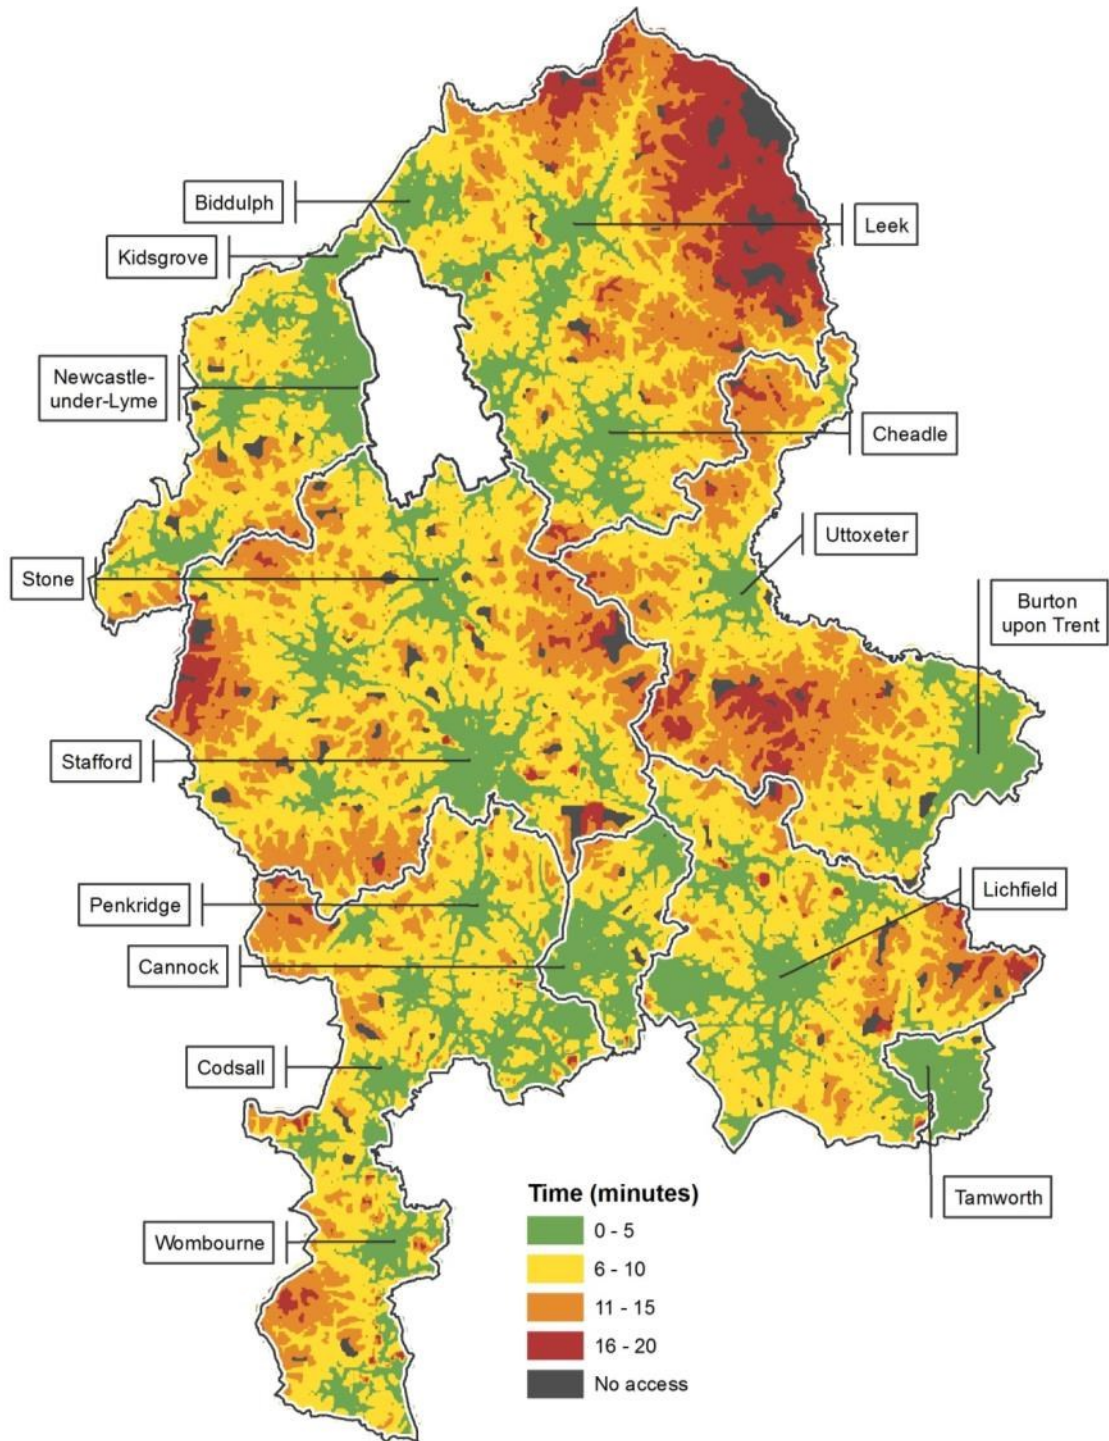 Biddulph
Leek
Kidsgrove
Newcastle-
under-Lyme
Cheadle
Uttoxeter
Stone
Burton
upon Trent
Stafford
Lichfield
Penkridge
Cannock
Codsall
Tamworth
Wombourne
Time (minutes)
0 - 5
6 - 10
11 - 15
16 - 20
No access